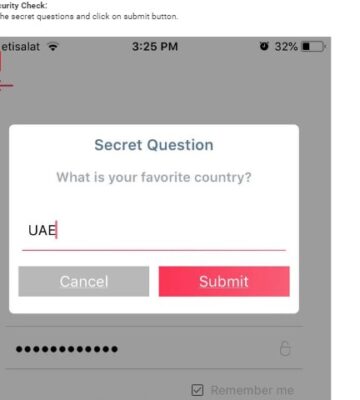 curity Check:
he secret questions and click on submit button.
etisalat 3:25 PM 32%
Secret Question
What is your favorite country?
UAE
Cancel Submit
Remember me